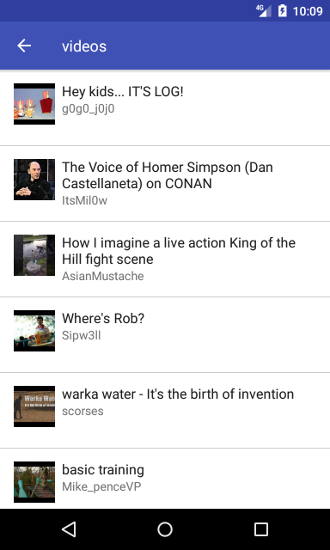 4G 10:09
videos
Hey kids... IT'S LOG!
g0g0_j0j0
The Voice of Homer Simpson (Dan
Castellaneta) on CONAN
ItsMil0w
How I imagine a live action King of the
Hill fight scene
AsianMustache
Where's Rob?
Sipw3ll
warka water - It's the birth of invention
scorses
basic training
Mike_penceVP